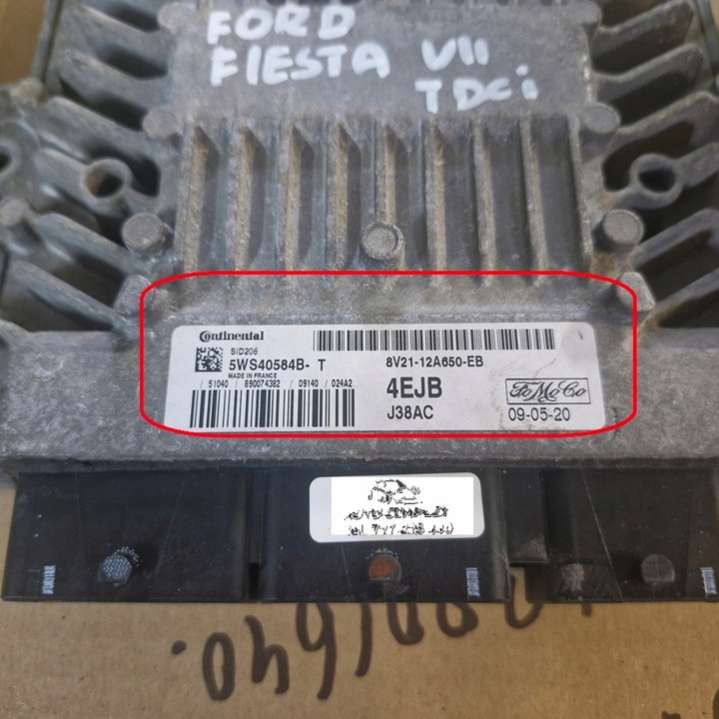 FORD
FIESTA VII
TDCi
Continental
SID206
5WS40584B- T
MADE IN FRANCE
8V21-12A650-EB
/ 51040 / 890074382 / 09140 / 024A2
4EJB
FoMoCo
J38AC
09-05-20